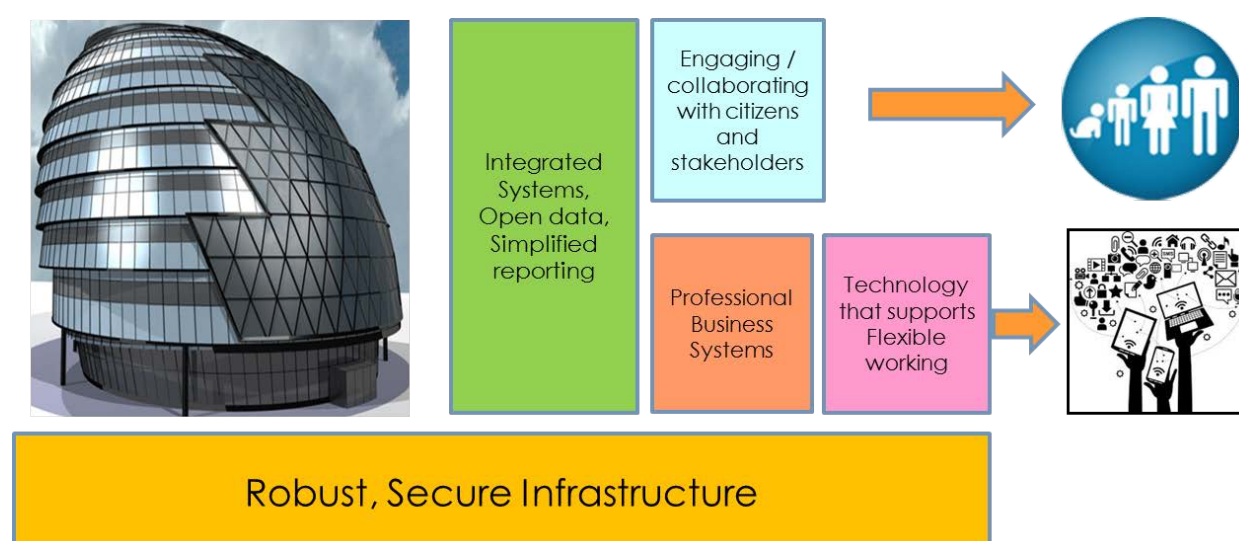 Integrated
Systems,
Open data,
Simplified
reporting
Engaging /
collaborating
with citizens
and
stakeholders
Professional
Business
Systems
Technology
that supports
Flexible
working
Robust, Secure Infrastructure